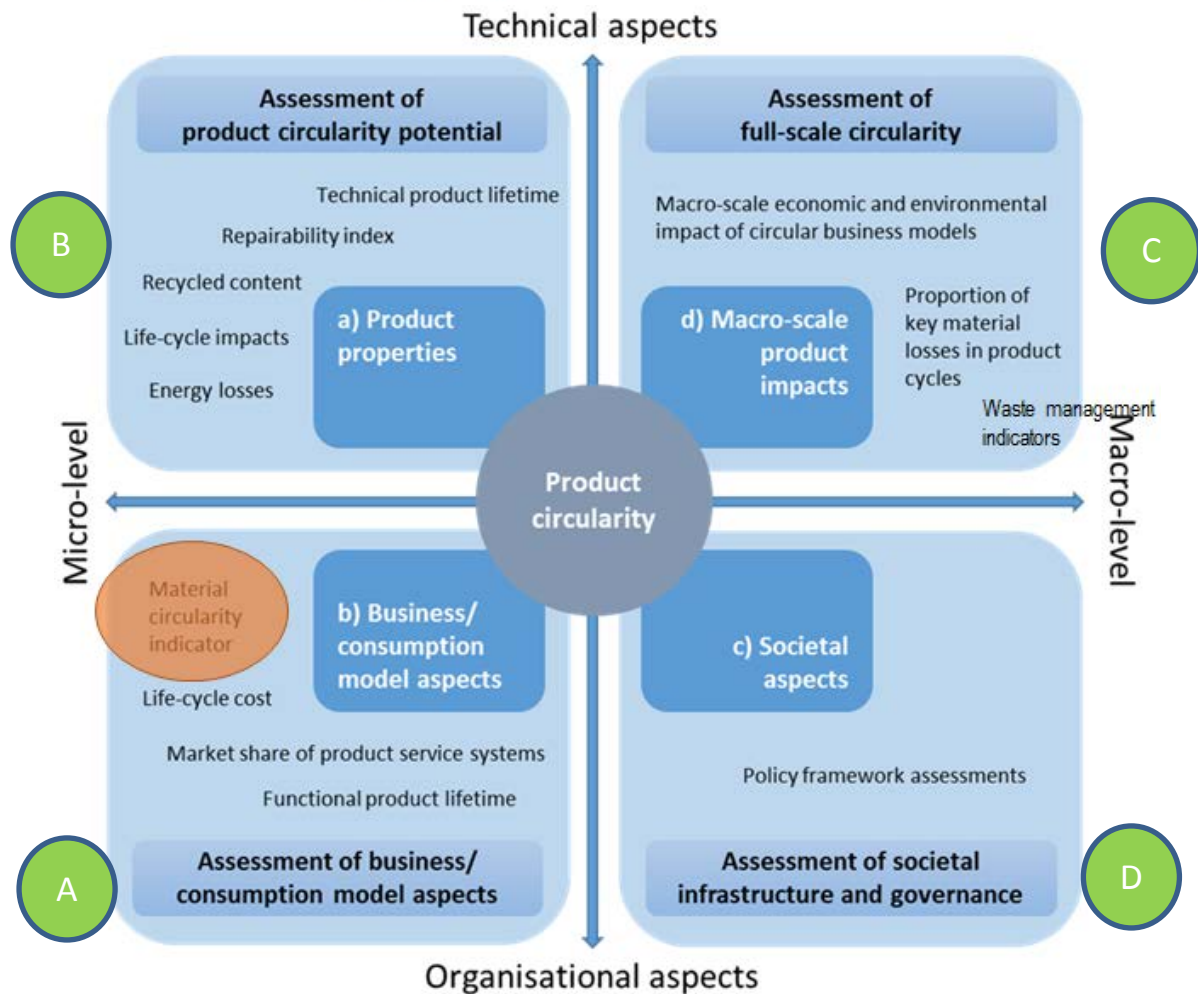 Technical aspects
Assessment of
product circularity potential
Technical product lifetime
Repairability index
Recycled content
Life-cycle impacts
Energy losses
a) Product
properties
B
Assessment of
full-scale circularity
Macro-scale economic and environmental
impact of circular business models
Proportion of
key material
losses in product
cycles
Waste management
indicators
d) Macro-scale
product
impacts
C
Micro-level
Product
circularity
Macro-level
Material
circularity
indicator
Life-cycle cost
Market share of product service systems
Functional product lifetime
b) Business/
consumption
model aspects
Assessment of business/
consumption model aspects
A
c) Societal
aspects
Policy framework assessments
Assessment of societal
infrastructure and governance
D
Organisational aspects